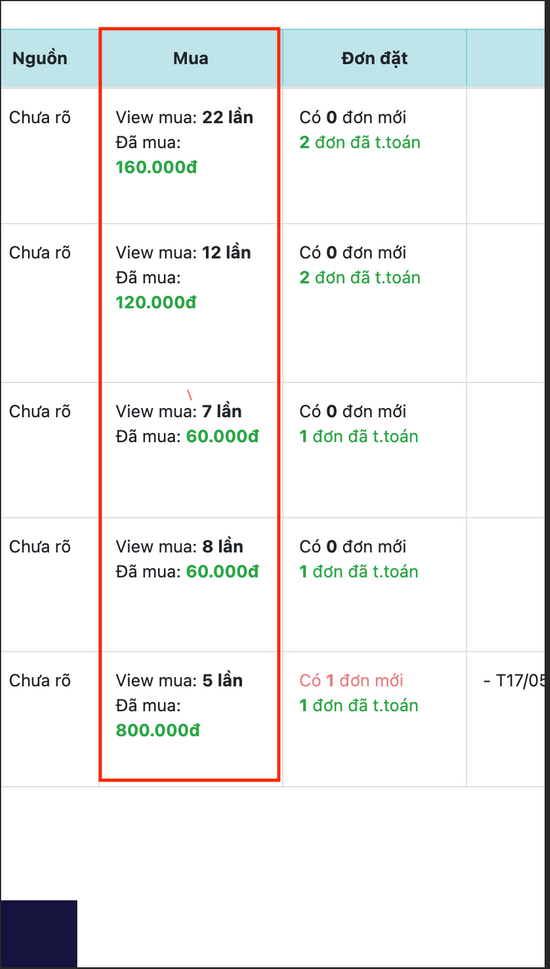 Nguồn Mua Đơn đặt
Chưa rõ View mua: 22 lần Có 0 đơn mới
Đã mua: 2 đơn đã t.toán
160.000đ
Chưa rõ View mua: 12 lần Có 0 đơn mới
Đã mua: 2 đơn đã t.toán
120.000đ
Chưa rõ View mua: 7 lần Có 0 đơn mới
Đã mua: 60.000đ 1 đơn đã t.toán
Chưa rõ View mua: 8 lần Có 0 đơn mới
Đã mua: 60.000đ 1 đơn đã t.toán
Chưa rõ View mua: 5 lần Có 1 đơn mới - T17/05
Đã mua: 1 đơn đã t.toán
800.000đ